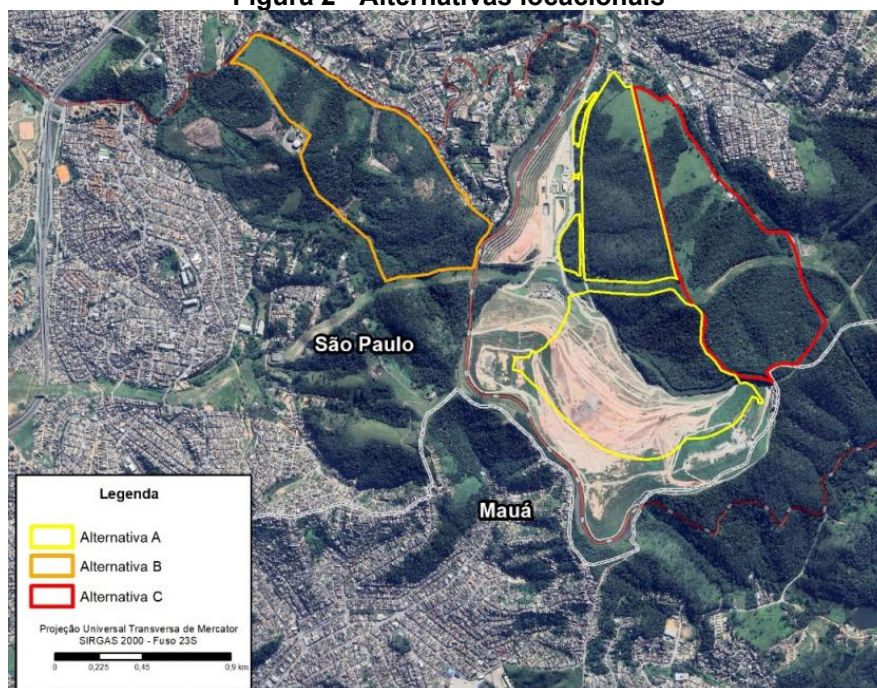 Figura 2 - Alternativas locacionais
São Paulo
Mauá
Legenda
Alternativa A
Alternativa B
Alternativa C
Projeção Universal Transversa de Mercator
SIRGAS 2000 - Fuso 23S
0 0,225 0,45 0,9 km